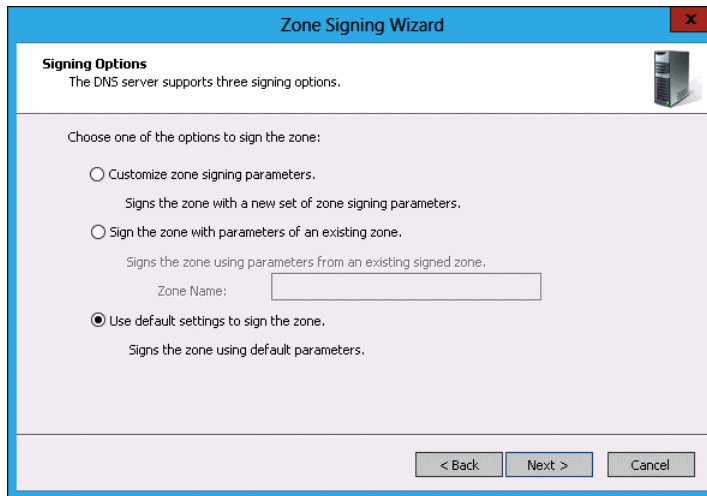 Zone Signing Wizard
x
Signing Options
The DNS server supports three signing options.
Choose one of the options to sign the zone:
Customize zone signing parameters.
Signs the zone with a new set of zone signing parameters.
Sign the zone with parameters of an existing zone.
Signs the zone using parameters from an existing signed zone.
Zone Name:
Use default settings to sign the zone.
Signs the zone using default parameters.
< Back Next > Cancel